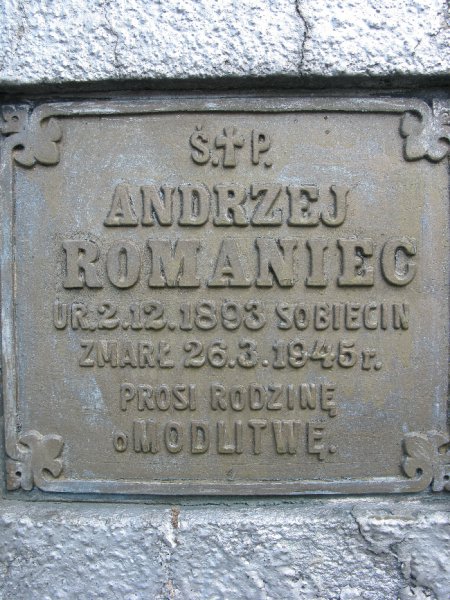 Ś.✝P.
ANDRZEJ
ROMANIEC
UR. 2.12.1893 SOBIECIN
ZMARŁ 26.3.1945 r.
PROSI RODZINĘ
o MODLITWĘ.